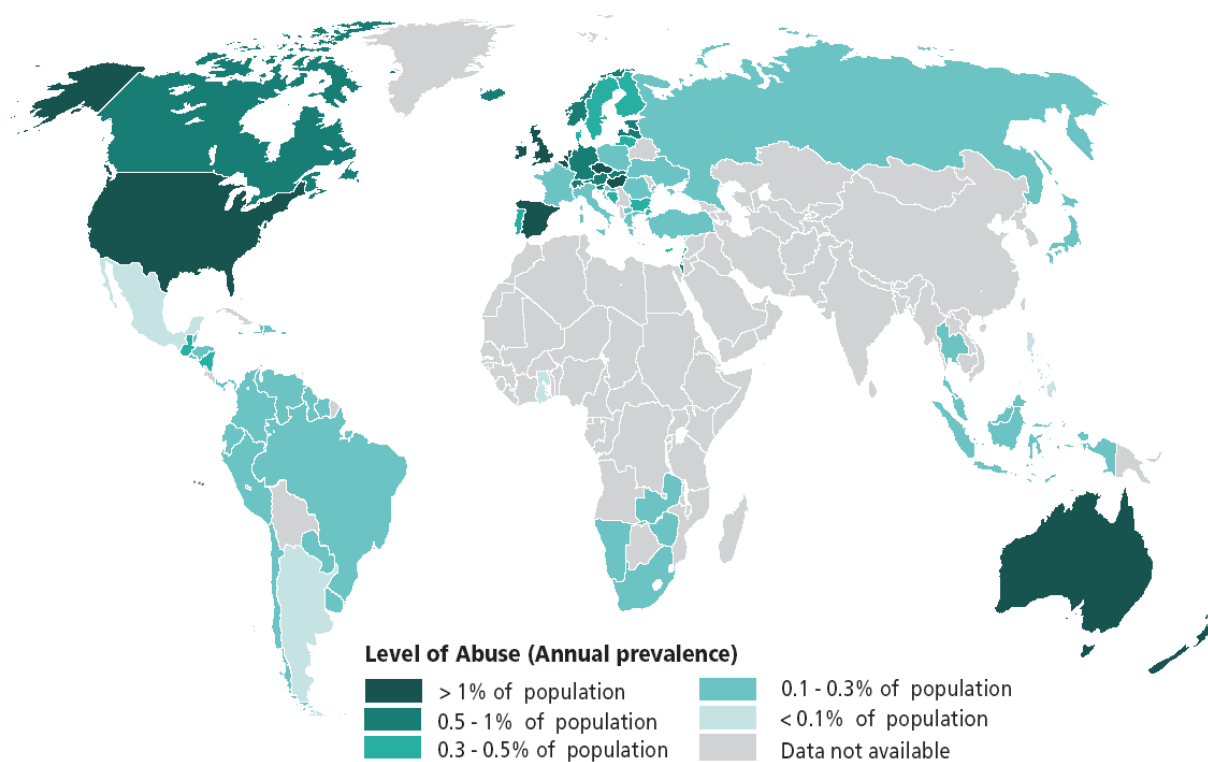 Level of Abuse (Annual prevalence)
> 1% of population
0.5 - 1% of population
0.3 - 0.5% of population
0.1 - 0.3% of population
< 0.1% of population
Data not available